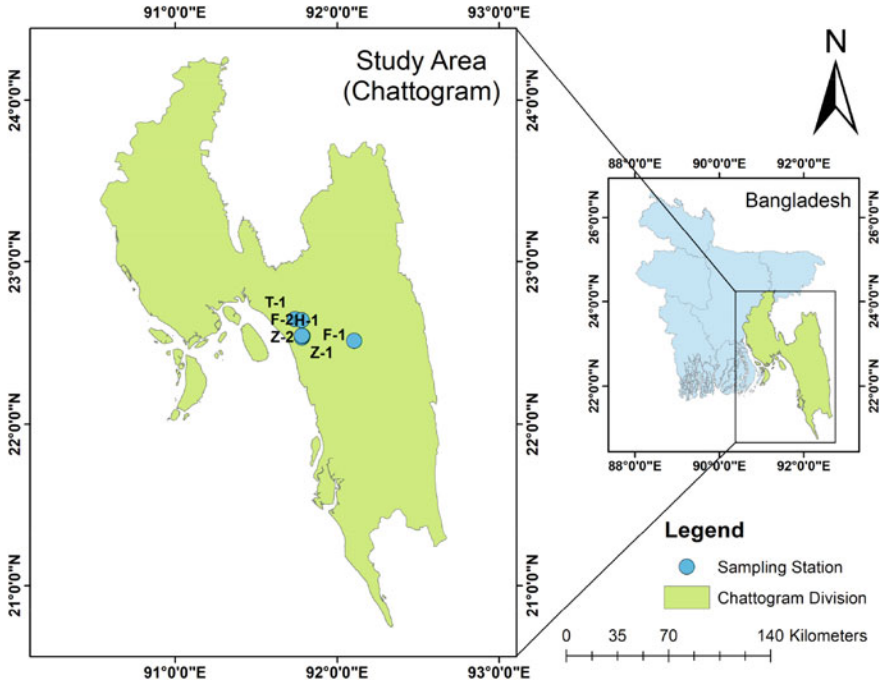 91°0'0"E 92°0'0"E 93°0'0"E
Study Area
(Chattogram)
24°0'0"N 24°0'0"N
23°0'0"N 23°0'0"N
22°0'0"N 22°0'0"N
21°0'0"N 21°0'0"N
T-1
F-2 H-1
Z-2 F-1
Z-1
91°0'0"E 92°0'0"E 93°0'0"E
N
88°0'0"E 90°0'0"E 92°0'0"E
Bangladesh
26°0'0"N 26°0'0"N
24°0'0"N 24°0'0"N
22°0'0"N 22°0'0"N
88°0'0"E 90°0'0"E 92°0'0"E
Legend
Sampling Station
Chattogram Division
0 35 70 140 Kilometers